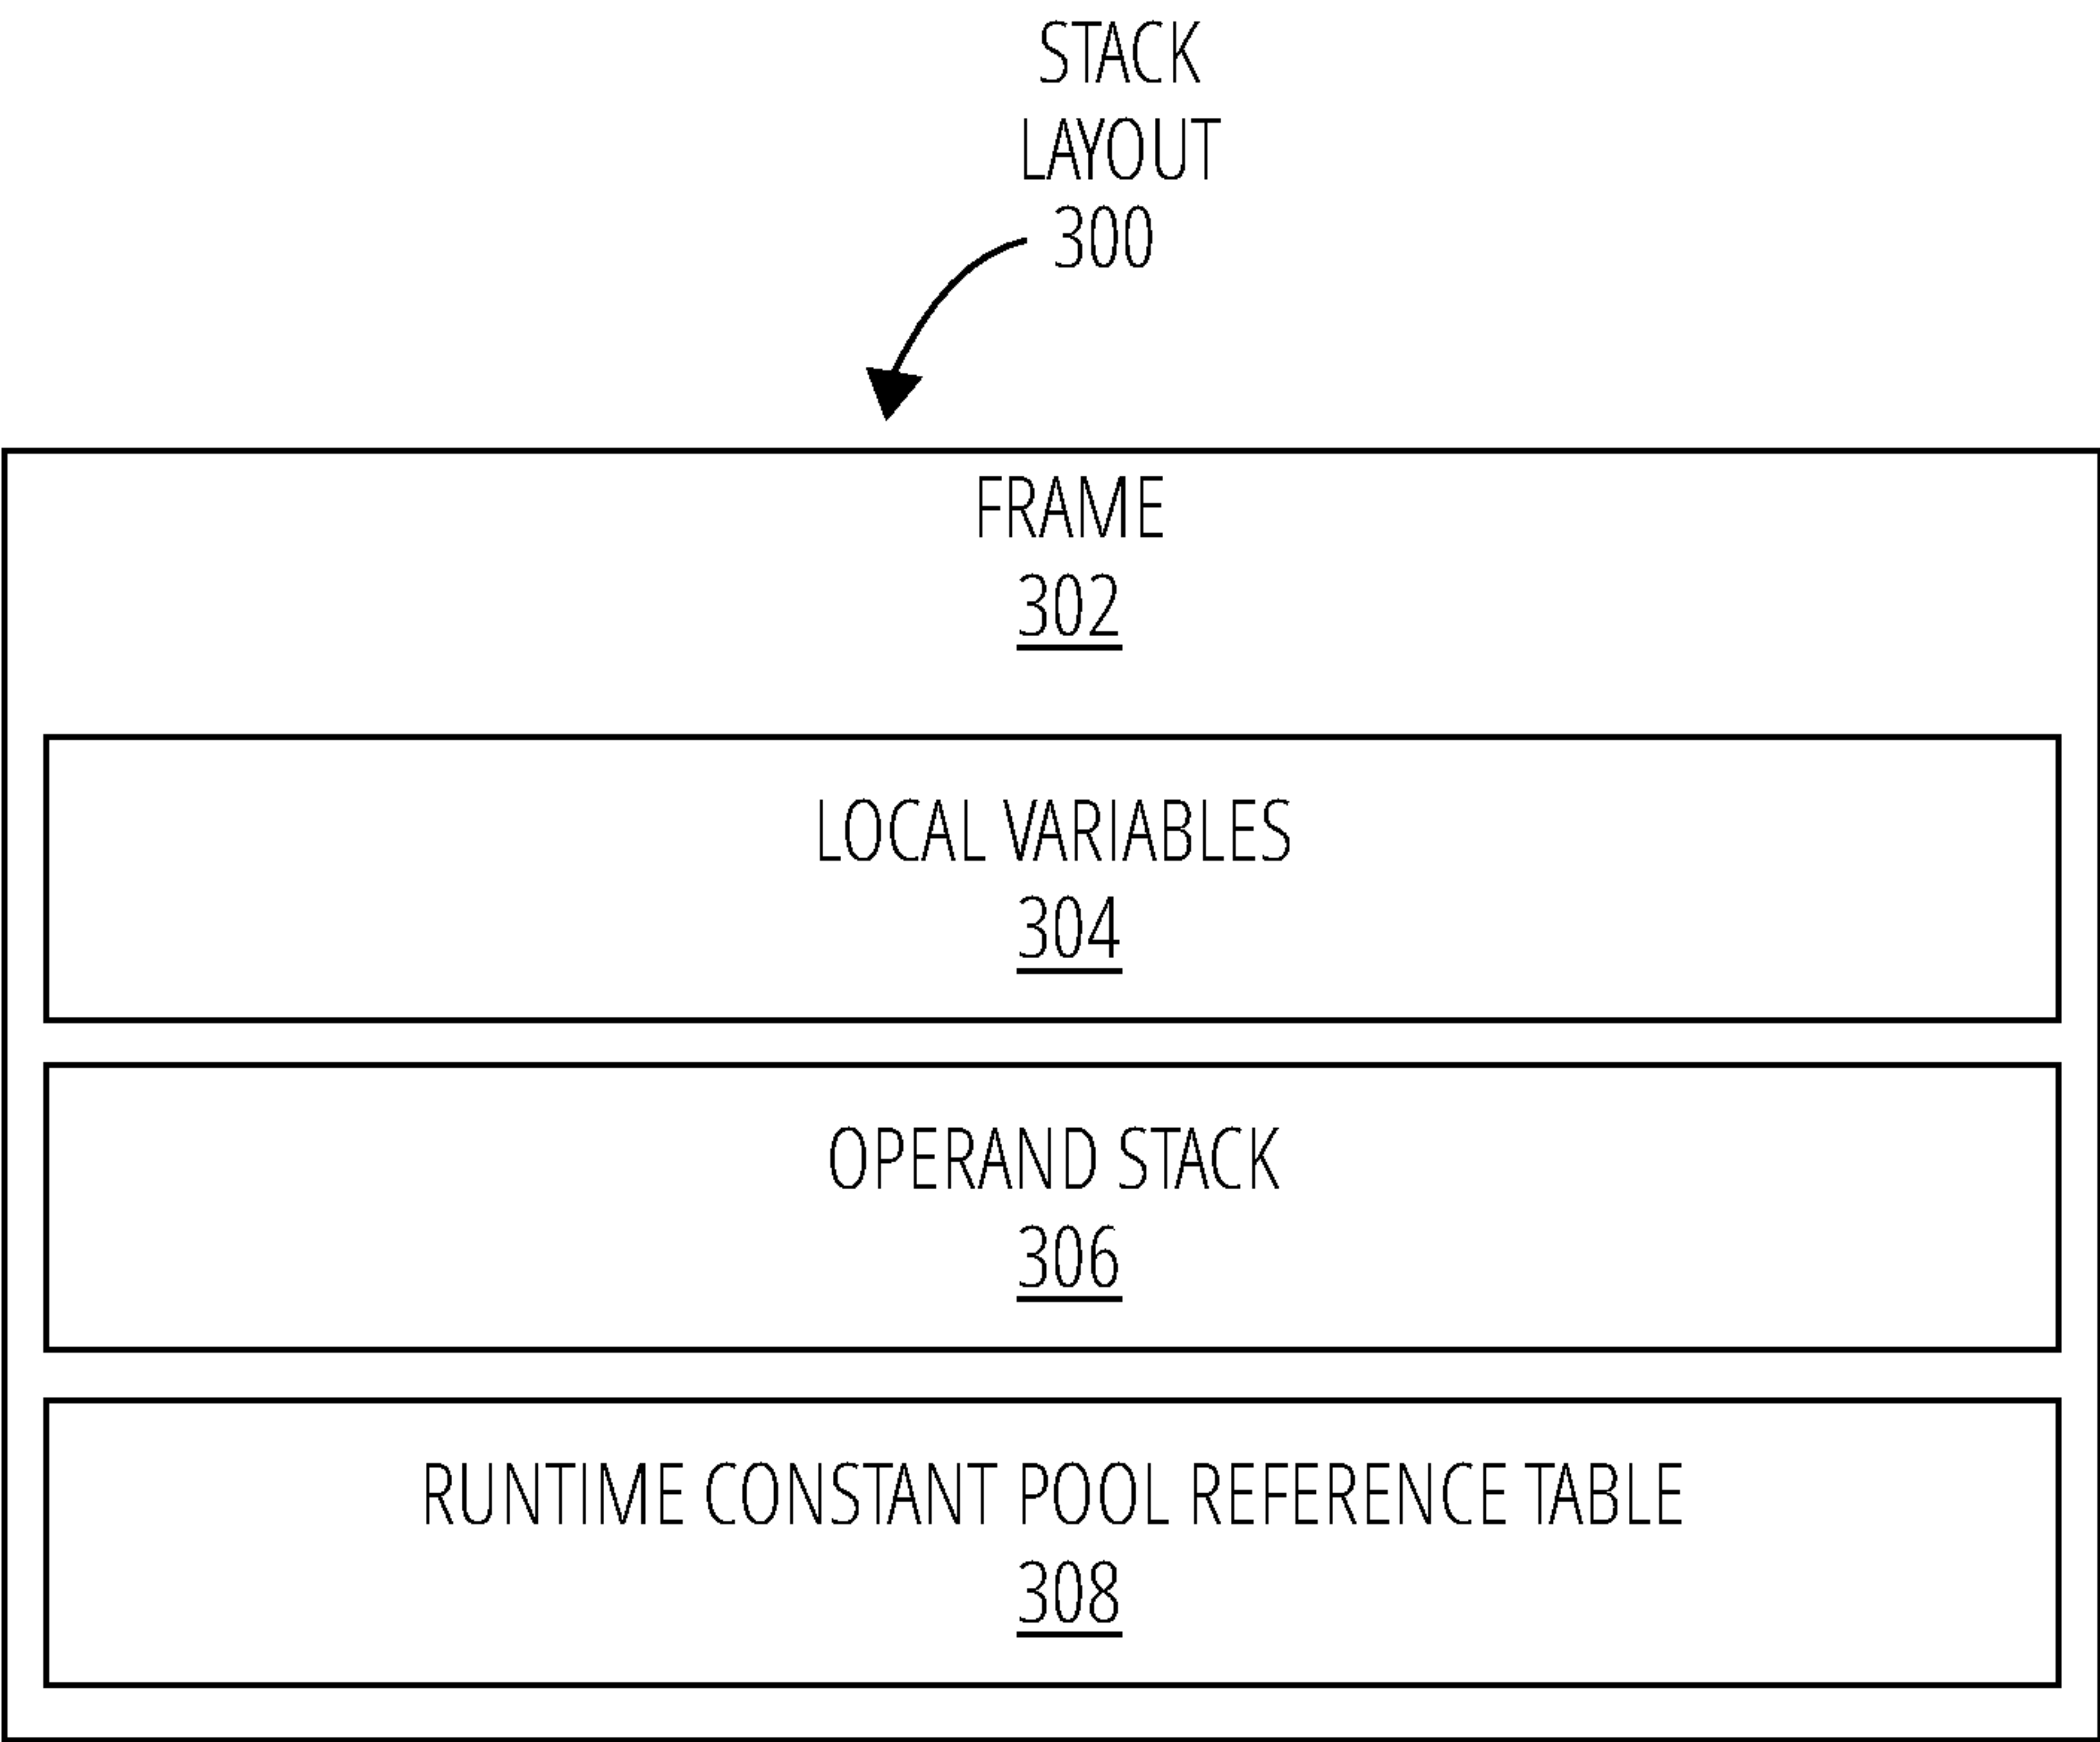 STACK
LAYOUT
300
FRAME
302
LOCAL VARIABLES
304
OPERAND STACK
306
RUNTIME CONSTANT POOL REFERENCE TABLE
308